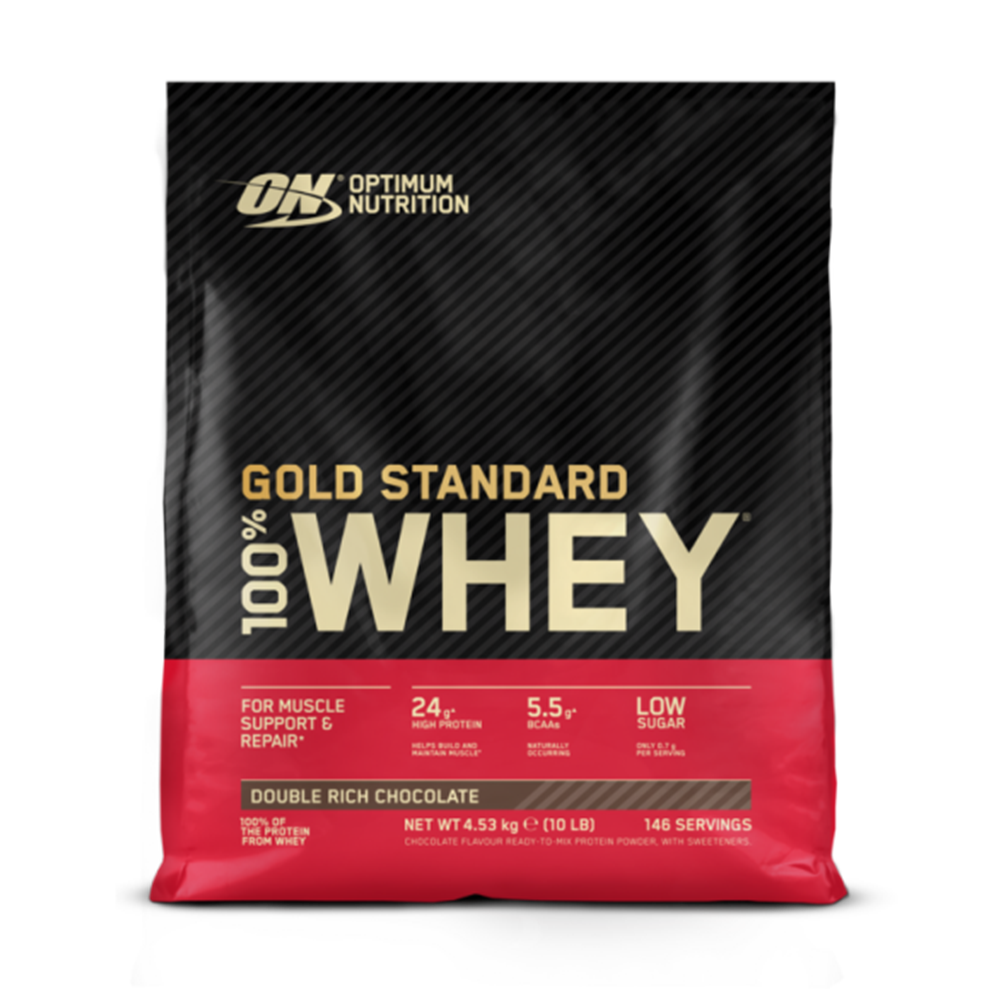 ON® OPTIMUM
NUTRITION
GOLD STANDARD
100% WHEY®
FOR MUSCLE
SUPPORT &
REPAIR*
24g^
HIGH PROTEIN
HELPS BUILD AND
MAINTAIN MUSCLE*
5.5g^
BCAAs
NATURALLY
OCCURRING
LOW
SUGAR
ONLY 0.7 g
PER SERVING
DOUBLE RICH CHOCOLATE
100% OF
THE PROTEIN
FROM WHEY
NET WT 4.53 kg ℮ (10 LB)
146 SERVINGS
CHOCOLATE FLAVOUR READY-TO-MIX PROTEIN POWDER, WITH SWEETENERS.